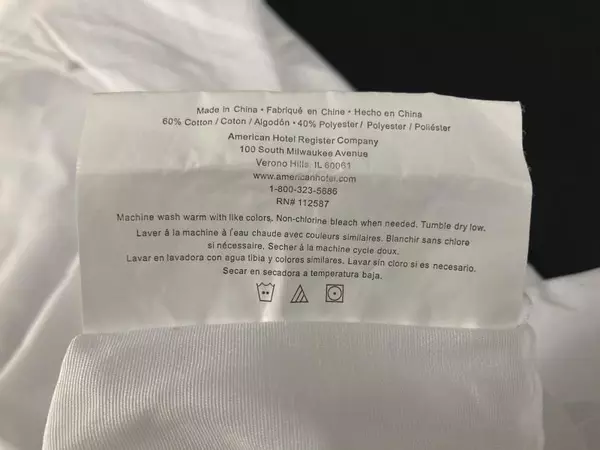 Made in China • Fabriqué en Chine • Hecho en China
60% Cotton / Coton / Algodón • 40% Polyester / Polyester / Poliéster
American Hotel Register Company
100 South Milwaukee Avenue
Verono Hills, IL 60061
www.americanhotel.com
1-800-323-5686
RN# 112587
Machine wash warm with like colors. Non-chlorine bleach when needed. Tumble dry low.
Laver â la machine à l'eau chaude avec couleurs similaires. Blanchir sans chlore
si nécessaire. Secher à la machine cycle doux.
Lavar en lavadora con agua tibia y colores similares. Lavar sin cloro si es necesario.
Secar en secadora a temperatura baja.